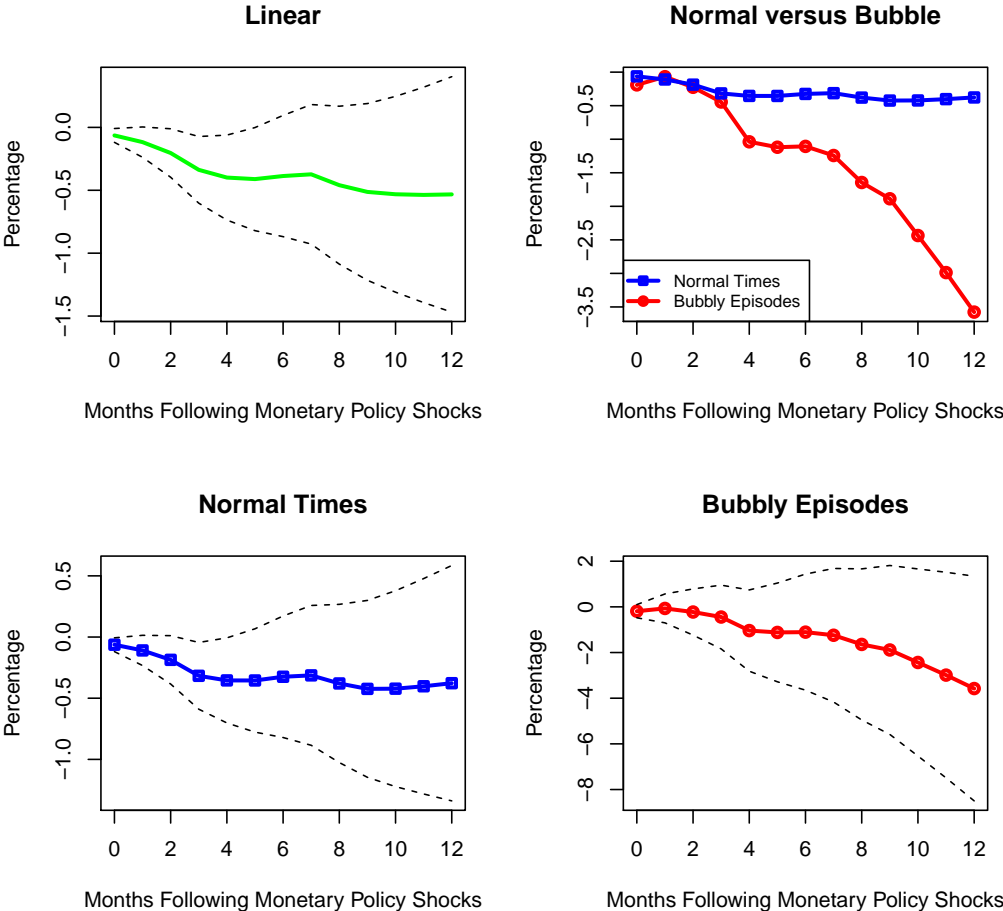 Linear
Percentage
0.0
−0.5
−1.0
−1.5
0 2 4 6 8 10 12
Months Following Monetary Policy Shocks
Normal versus Bubble
Percentage
−0.5
−1.5
−2.5
−3.5
Normal Times
Bubbly Episodes
0 2 4 6 8 10 12
Months Following Monetary Policy Shocks
Normal Times
Percentage
0.5
0.0
−0.5
−1.0
0 2 4 6 8 10 12
Months Following Monetary Policy Shocks
Bubbly Episodes
Percentage
2
0
−2
−4
−6
−8
0 2 4 6 8 10 12
Months Following Monetary Policy Shocks